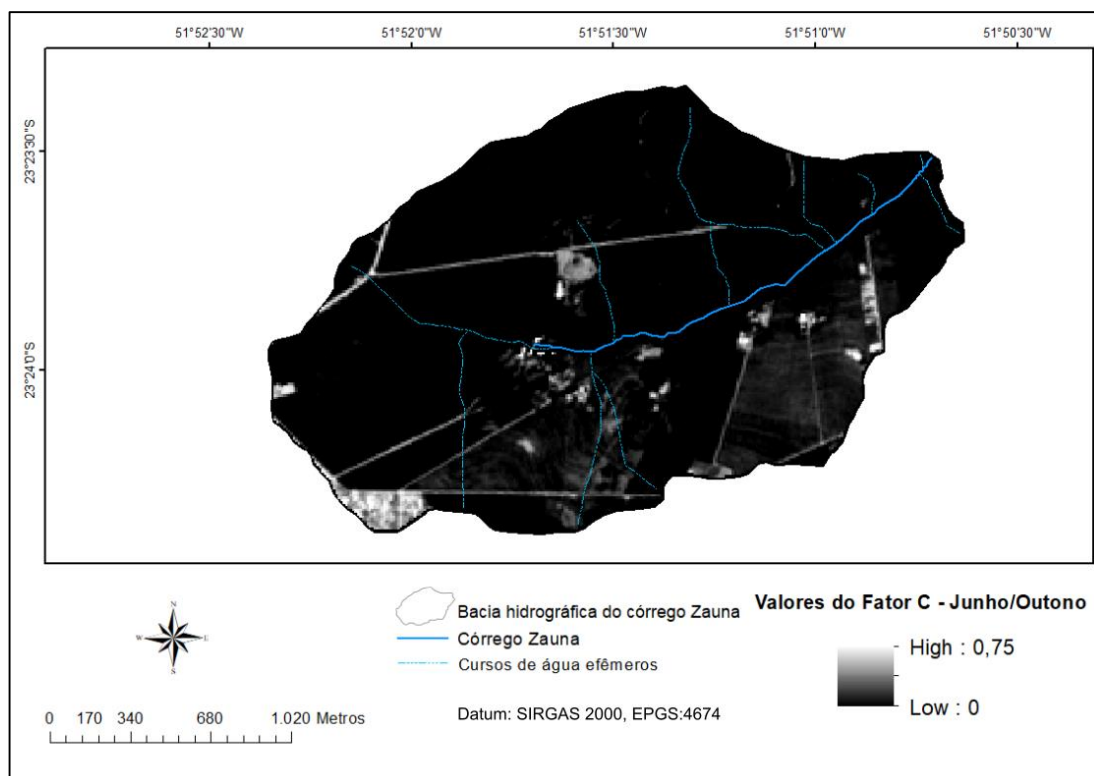 51°52'30"W
51°52'0"W
51°51'30"W
51°51'0"W
51°50'30"W
23°23'30"S
23°24'0"S
N
W
E
S
Bacia hidrográfica do córrego Zauna
Córrego Zauna
Cursos de água efêmeros
Datum: SIRGAS 2000, EPGS:4674
Valores do Fator C - Junho/Outono
High : 0,75
Low : 0
0 170 340 680 1.020 Metros